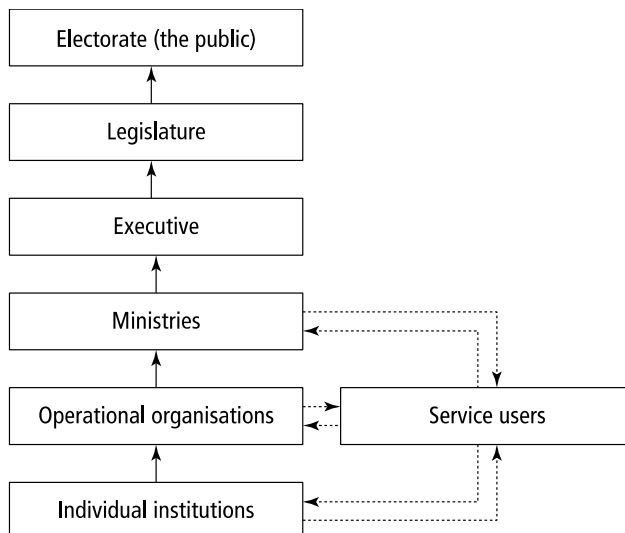 Electorate (the public)
Legislature
Executive
Ministries
Operational organisations
Service users
Individual institutions